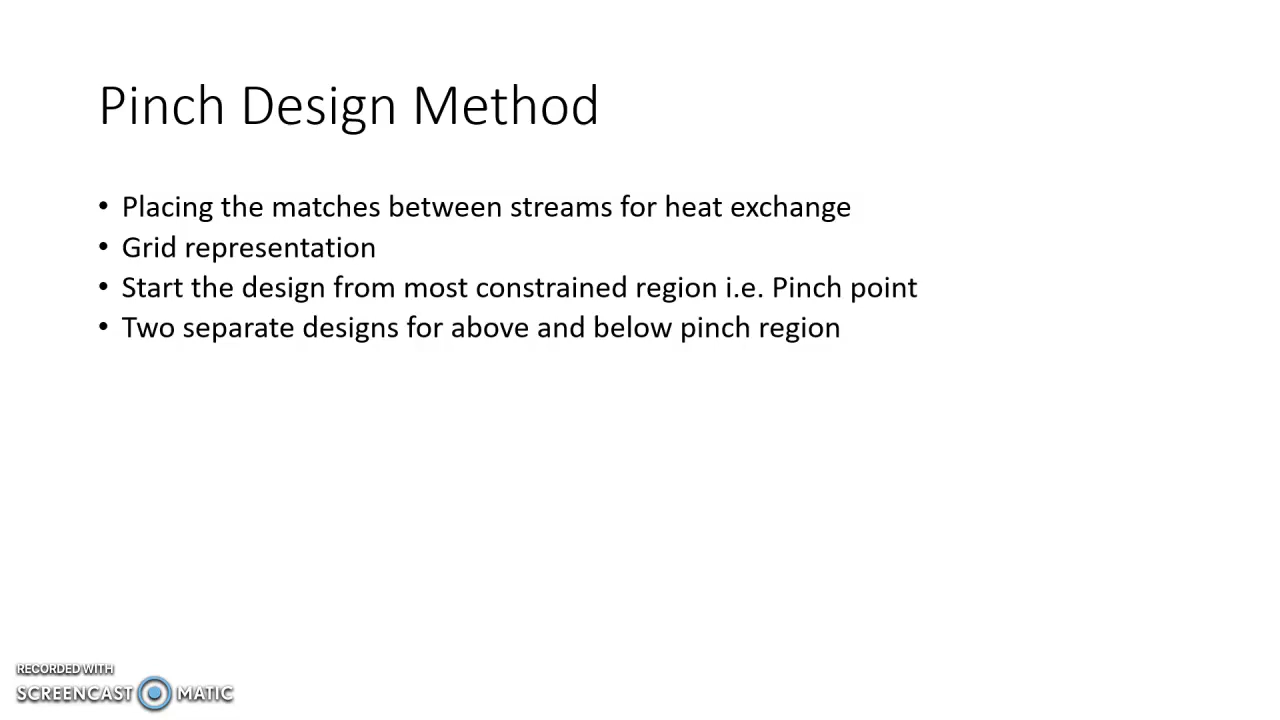 Pinch Design Method
• Placing the matches between streams for heat exchange
• Grid representation
• Start the design from most constrained region i.e. Pinch point
• Two separate designs for above and below pinch region
RECORDED WITH
SCREENCAST MATIC